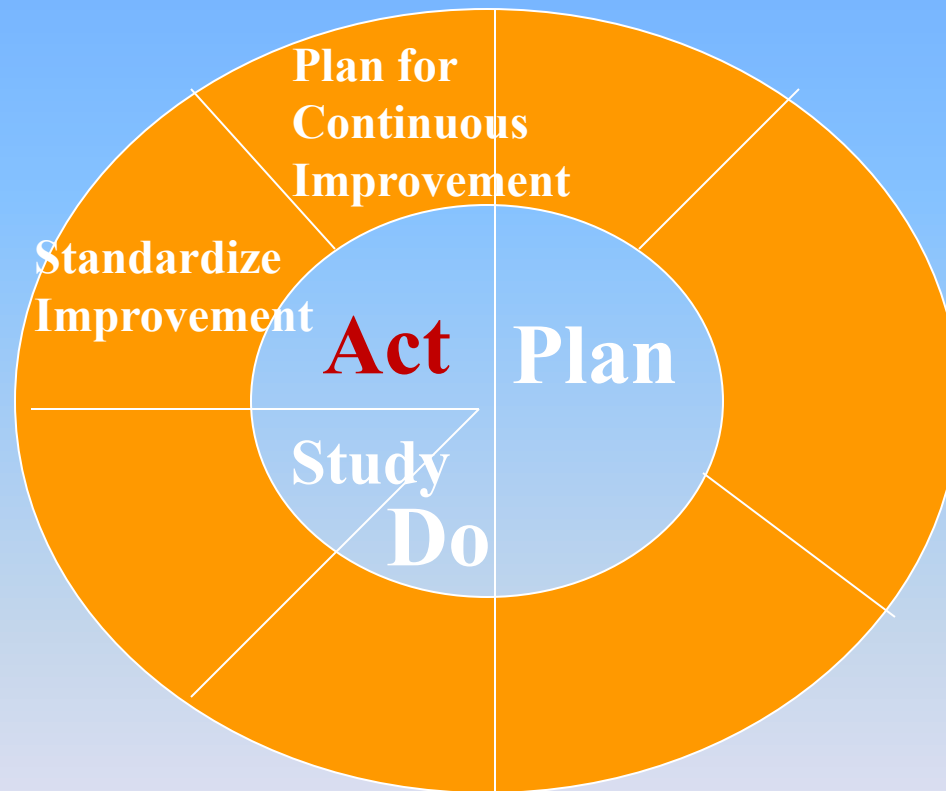 Plan for
Continuous
Improvement
Standardize
Improvement
Act
Plan
Study
Do